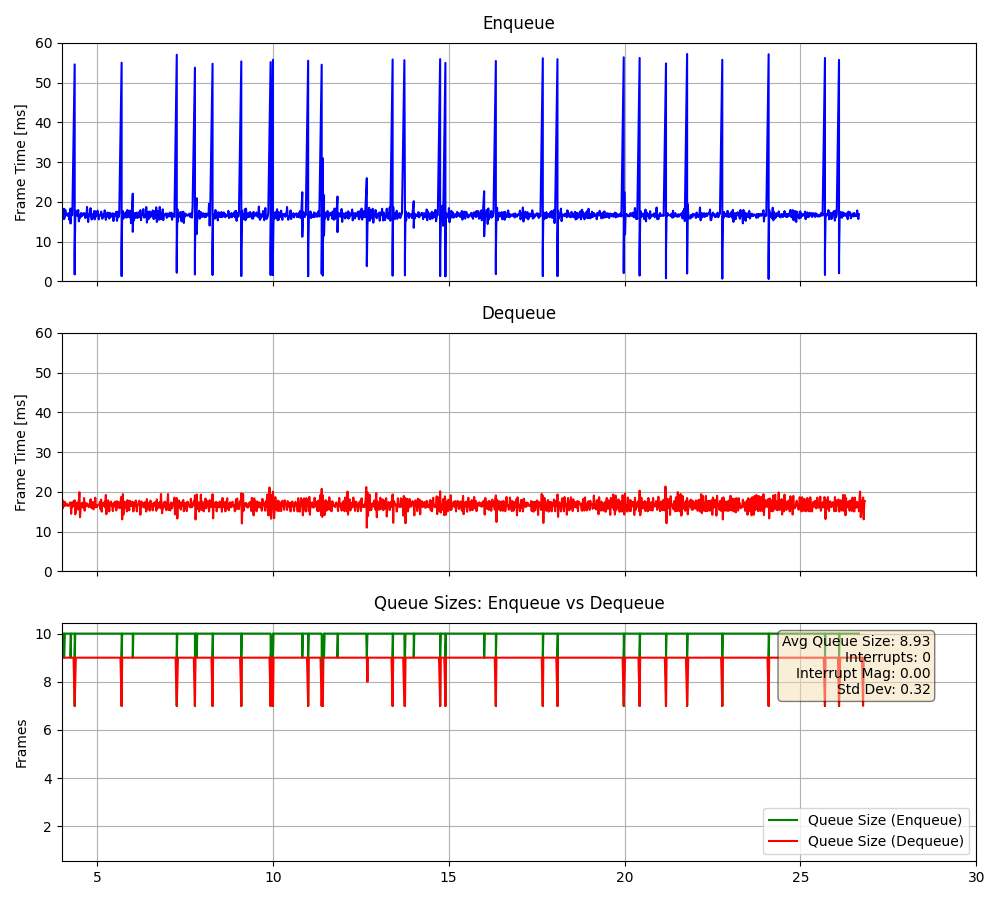 Enqueue
60
50
40
30
20
10
0
Frame Time [ms]
Dequeue
60
50
40
30
20
10
0
Frame Time [ms]
Queue Sizes: Enqueue vs Dequeue
10
8
6
4
2
Frames
Avg Queue Size: 8.93
Interrupts: 0
Interrupt Mag: 0.00
Std Dev: 0.32
Queue Size (Enqueue)
Queue Size (Dequeue)
5 10 15 20 25 30